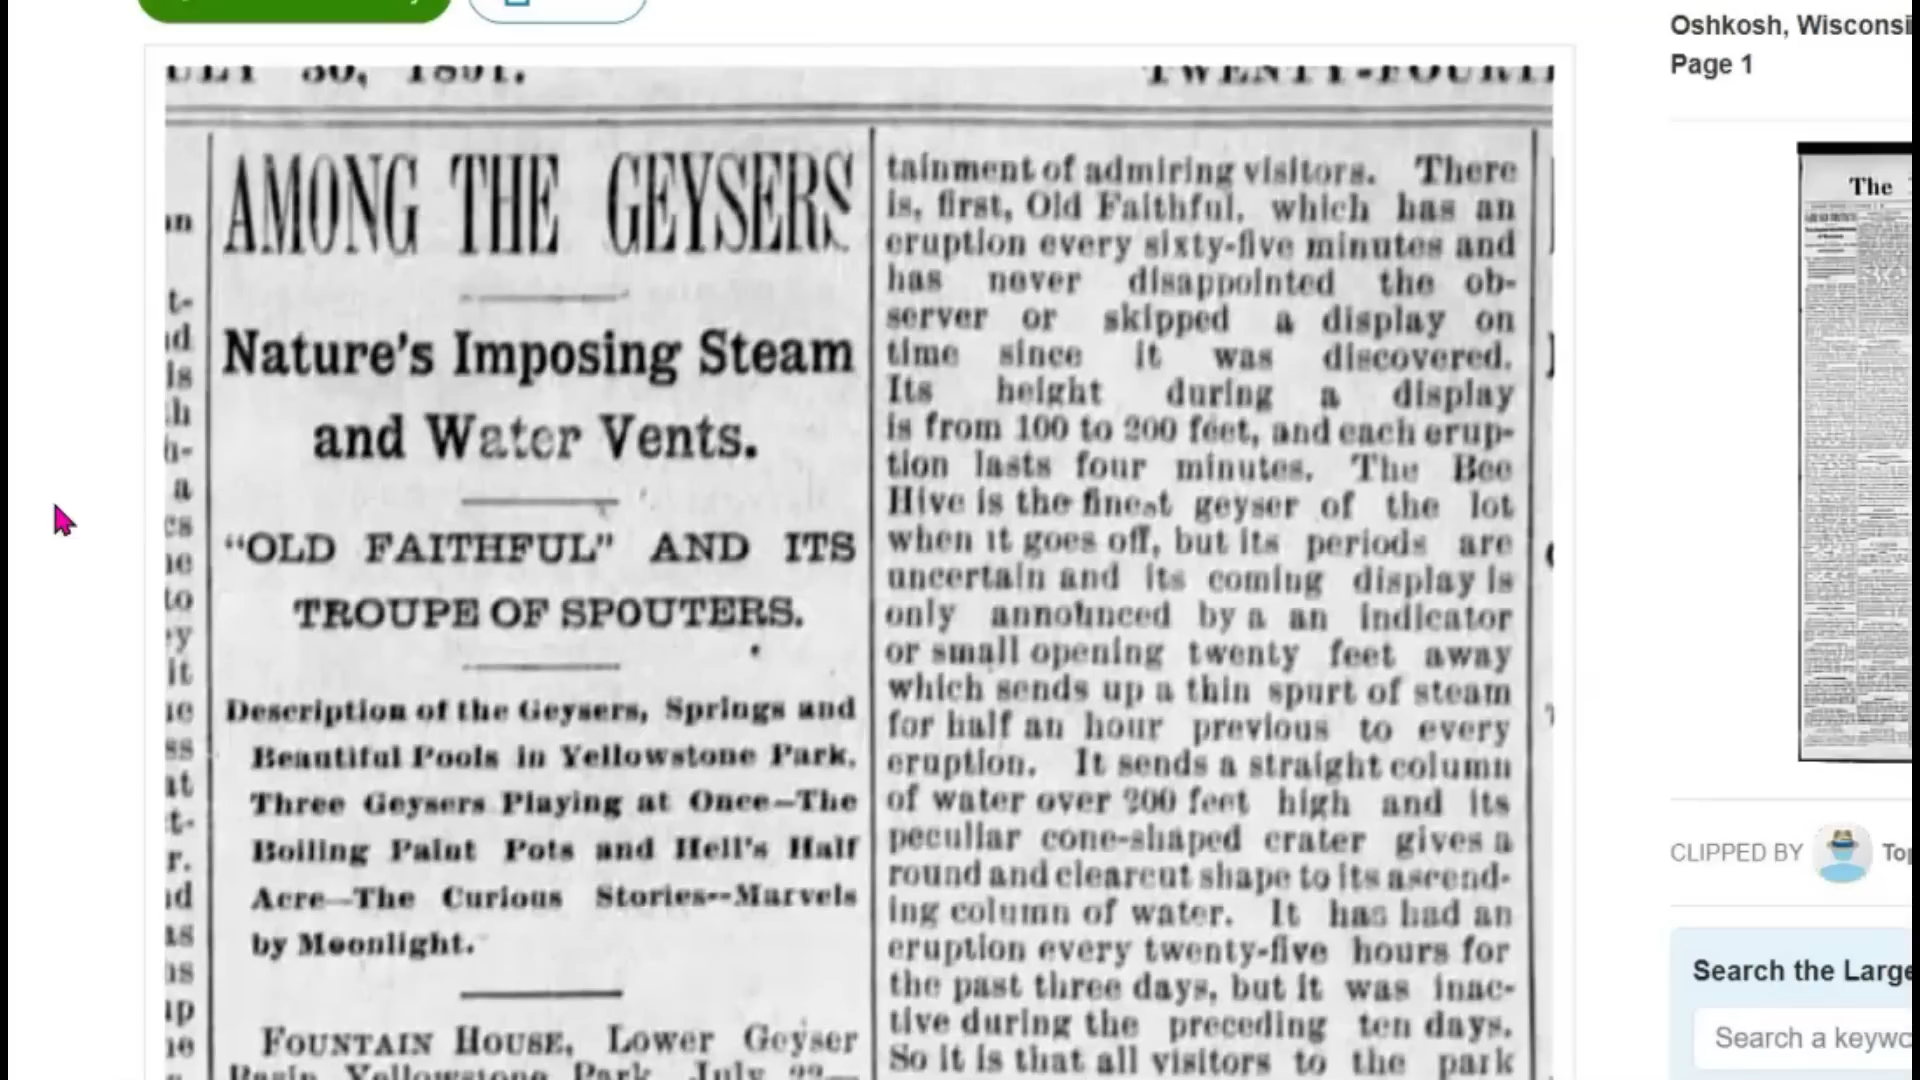 Oshkosh, Wisconsi
Page 1
ULY 30, 1891.
TWENTY-FOURT
AMONG THE GEYSERS
Nature's Imposing Steam
and Water Vents.
"OLD FAITHFUL" AND ITS
TROUPE OF SPOUTERS.
Description of the Geysers, Springs and
Beautiful Pools in Yellowstone Park,
Three Geysers Playing at Once—The
Boiling Paint Pots and Hell's Half
Acre—The Curious Stories--Marvels
by Moonlight.
FOUNTAIN HOUSE, Lower Geyser
Basin, Yellowstone Park, July 22—
tainment of admiring visitors. There
is, first, Old Faithful, which has an
eruption every sixty-five minutes and
has never disappointed the ob-
server or skipped a display on
time since it was discovered.
Its height during a display
is from 100 to 200 feet, and each erup-
tion lasts four minutes. The Bee
Hive is the finest geyser of the lot
when it goes off, but its periods are
uncertain and its coming display is
only announced by a an indicator
or small opening twenty feet away
which sends up a thin spurt of steam
for half an hour previous to every
eruption. It sends a straight column
of water over 200 feet high and its
peculiar cone-shaped crater gives a
round and clearcut shape to its ascend-
ing column of water. It has had an
eruption every twenty-five hours for
the past three days, but it was inac-
tive during the preceding ten days.
So it is that all visitors to the park
The
CLIPPED BY
Top
Search the Large
Search a keywo